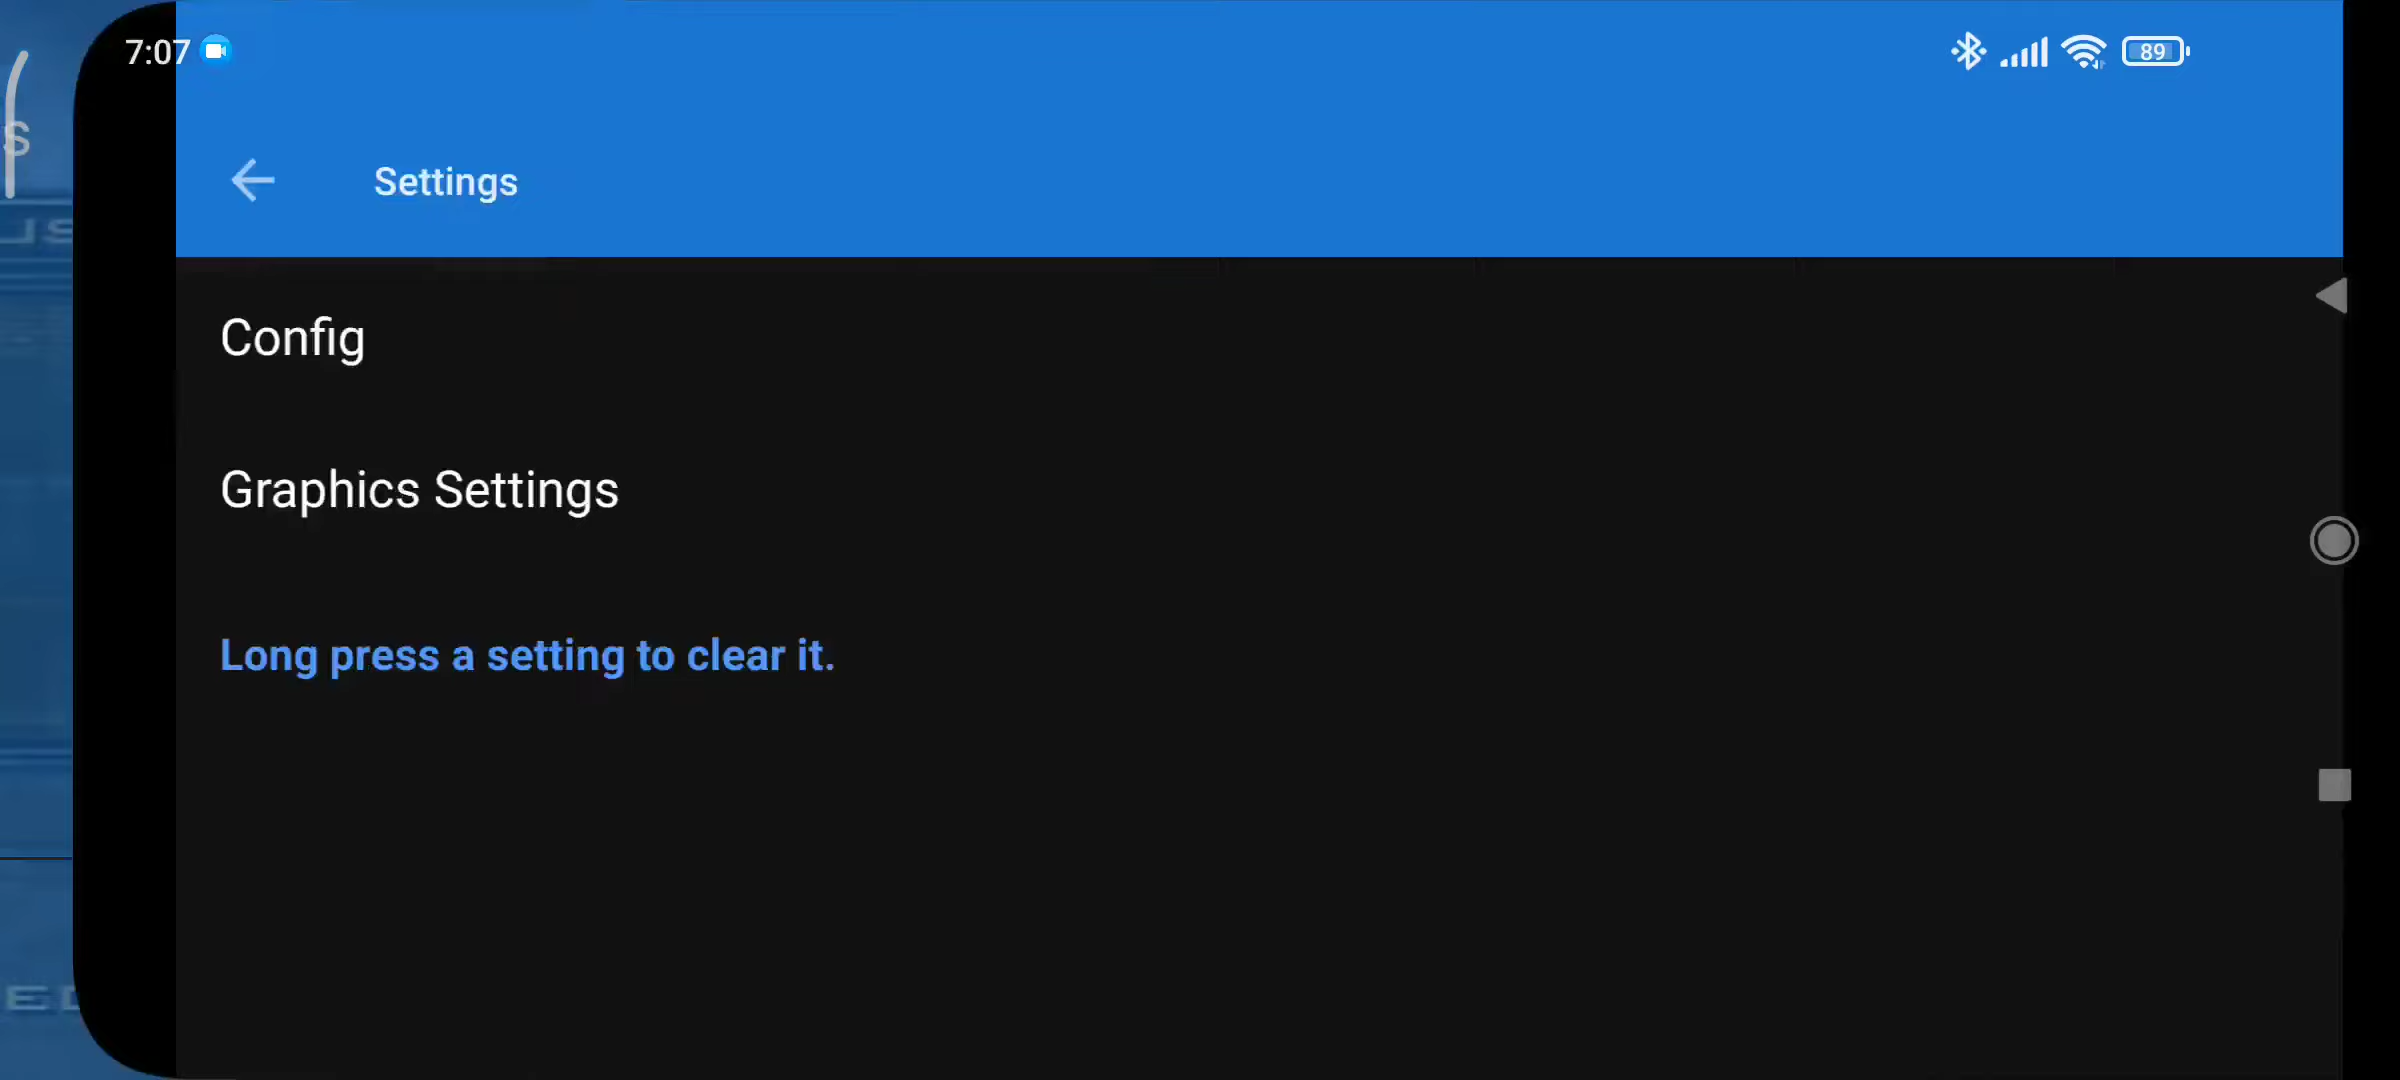 7:07
89
Settings
Config
Graphics Settings
Long press a setting to clear it.